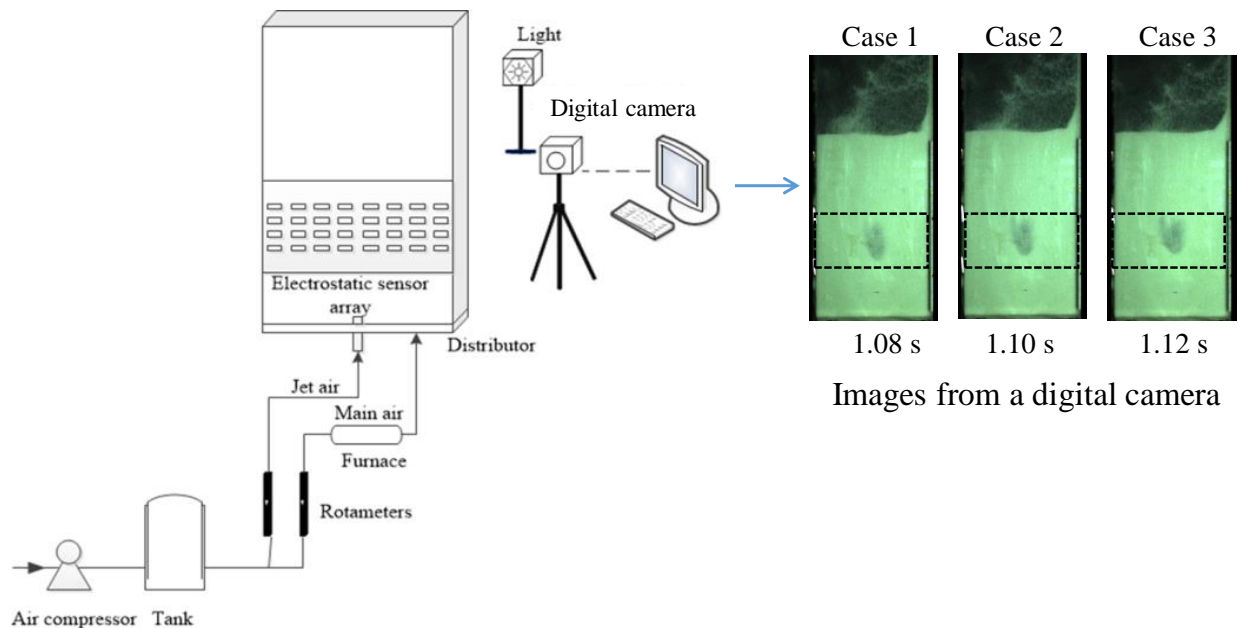 Light
Digital camera
Electrostatic sensor
array
Distributor
Jet air
Main air
Furnace
Rotameters
Air compressor
Tank
Case 1
Case 2
Case 3
1.08 s
1.10 s
1.12 s
Images from a digital camera